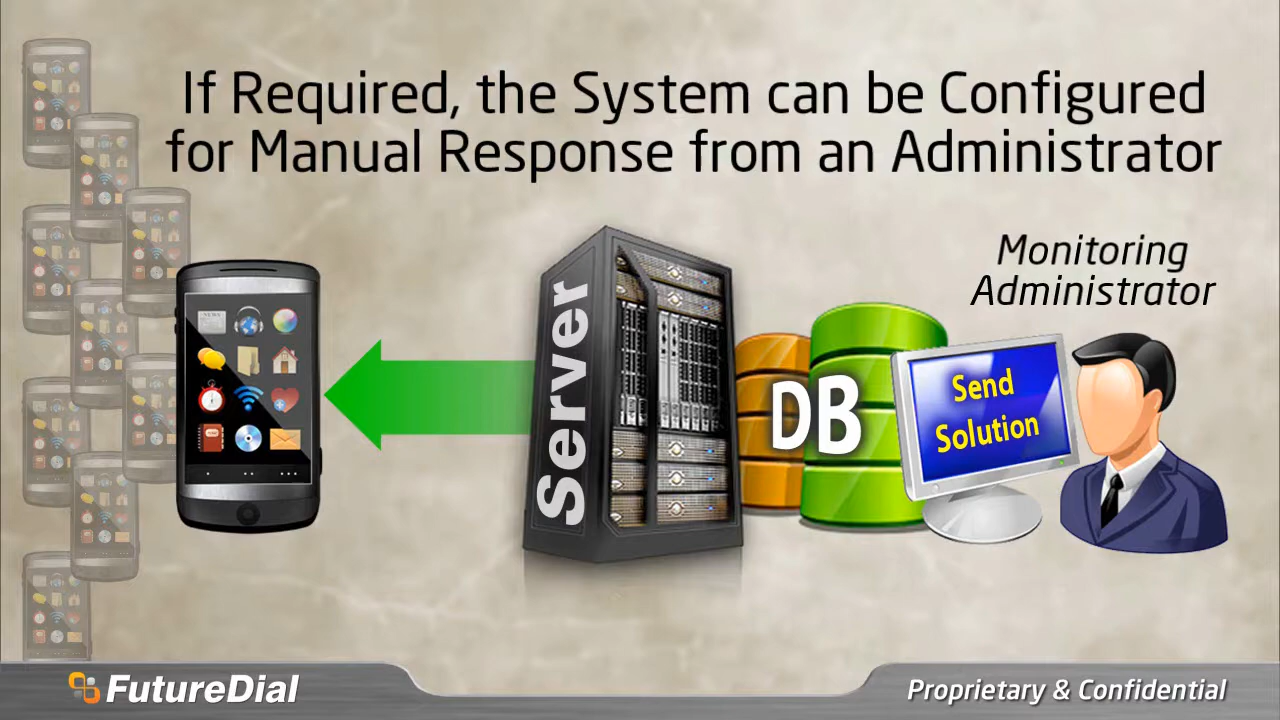 If Required, the System can be Configured
for Manual Response from an Administrator
Monitoring
Administrator
Server
DB
Send
Solution
FutureDial
Proprietary & Confidential